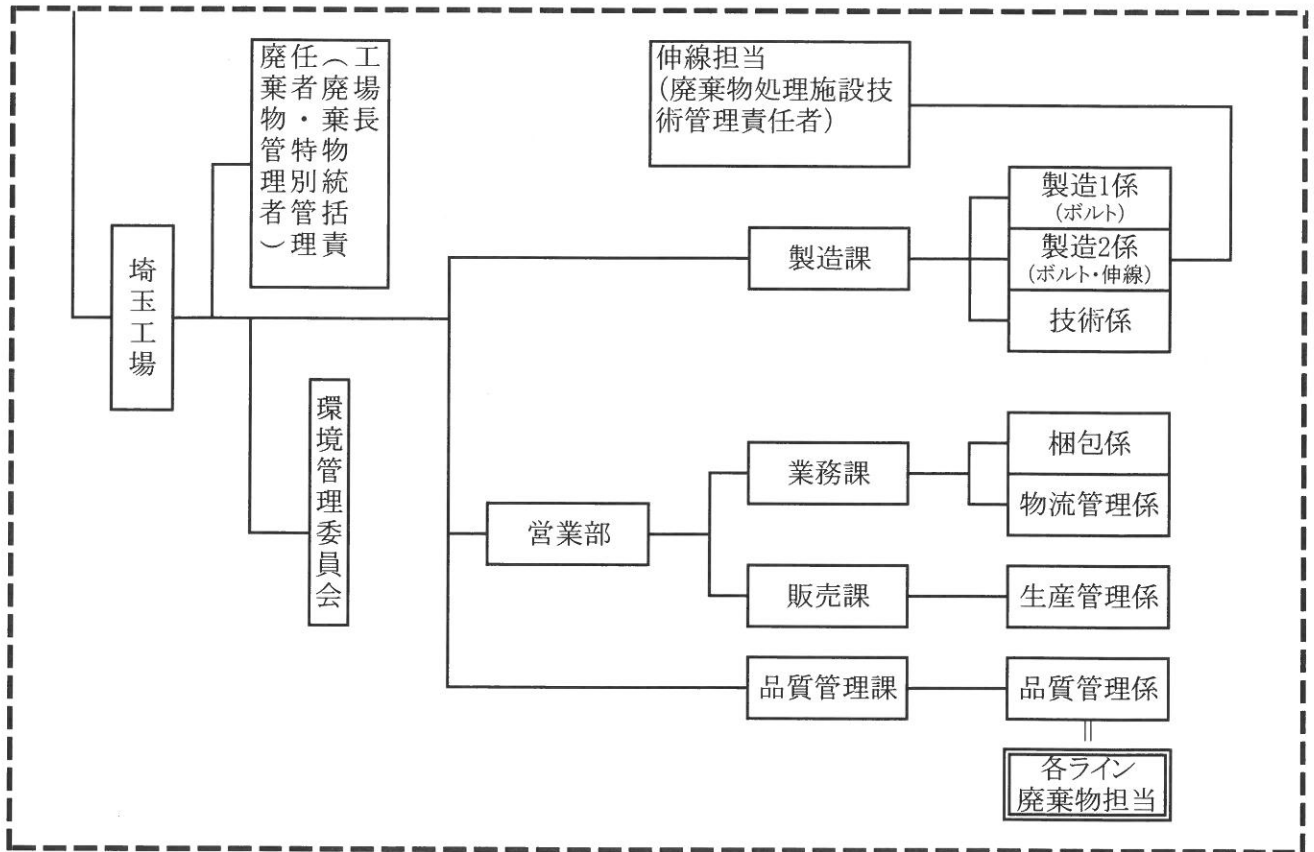 工場長
（廃棄物統括責
任者・特別管理
廃棄物管理者）
伸線担当
(廃棄物処理施設技
術管理責任者)
埼玉工場
環境管理委員会
製造課
製造1係
(ボルト)
製造2係
(ボルト・伸線)
技術係
営業部
業務課
梱包係
物流管理係
販売課
生産管理係
品質管理課
品質管理係
各ライン
廃棄物担当